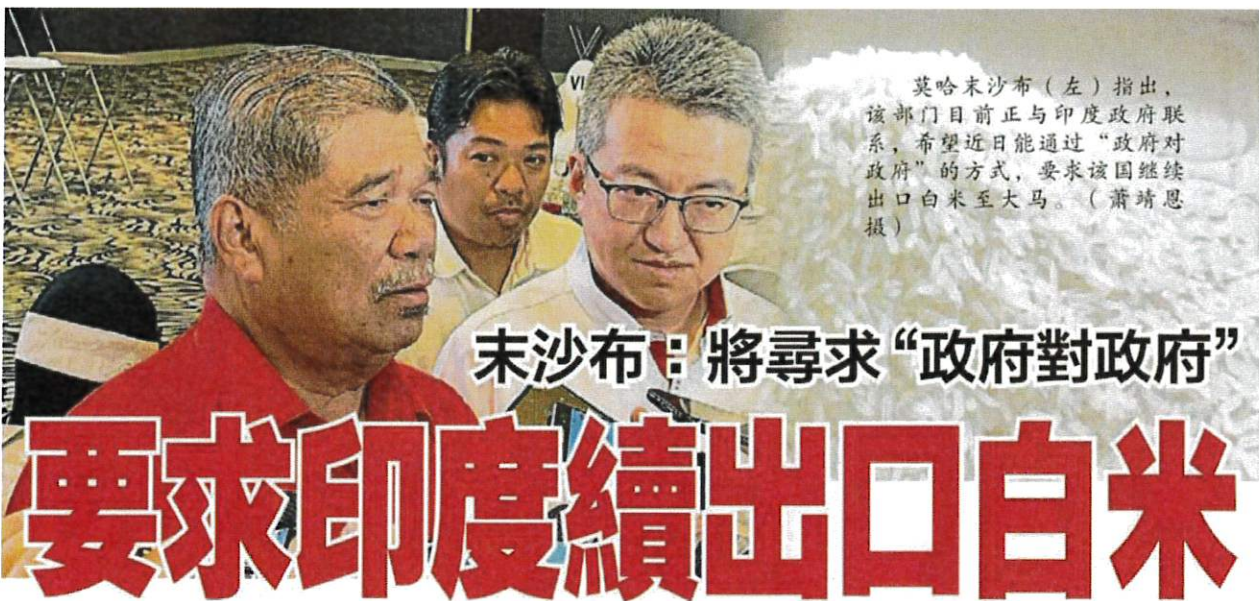 VI
莫哈末沙布（左）指出，
该部门目前正与印度政府联
系，希望近日能通过“政府对
政府”的方式，要求该国继续
出口白米至大马。（萧靖恩
摄）
末沙布：將尋求“政府對政府”
要求印度續出口白米